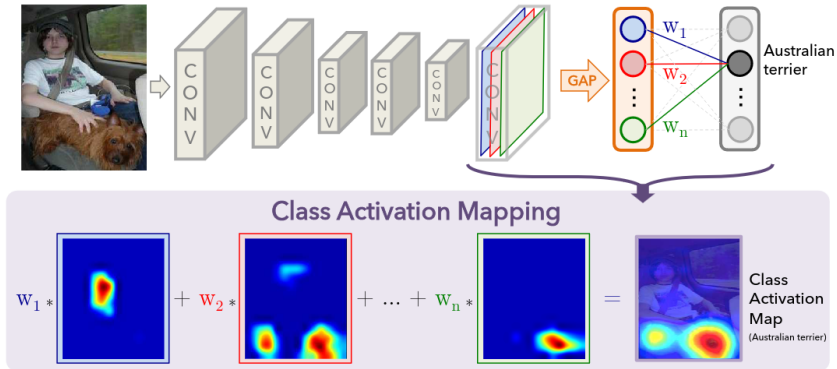 CONV
CONV
CONV
CONV
CONV
CONV
GAP
w₁
w₂
wₙ
Australian
terrier
Class Activation Mapping
w₁ * + w₂ * + ... + wₙ * =
Class
Activation
Map
(Australian terrier)